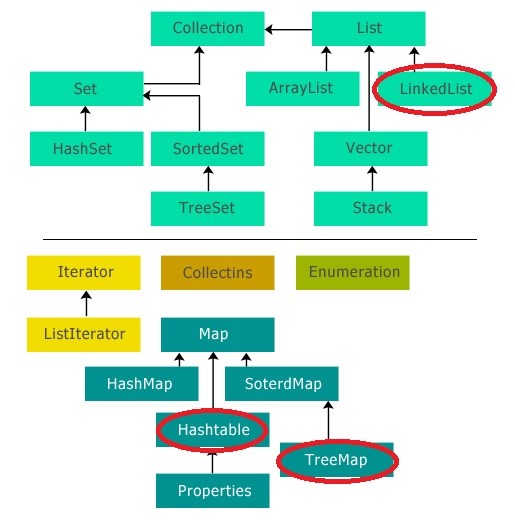 Collection
List
Set
ArrayList
LinkedList
HashSet
SortedSet
Vector
TreeSet
Stack
Iterator
Collectins
Enumeration
ListIterator
Map
HashMap
SoterdMap
Hashtable
TreeMap
Properties